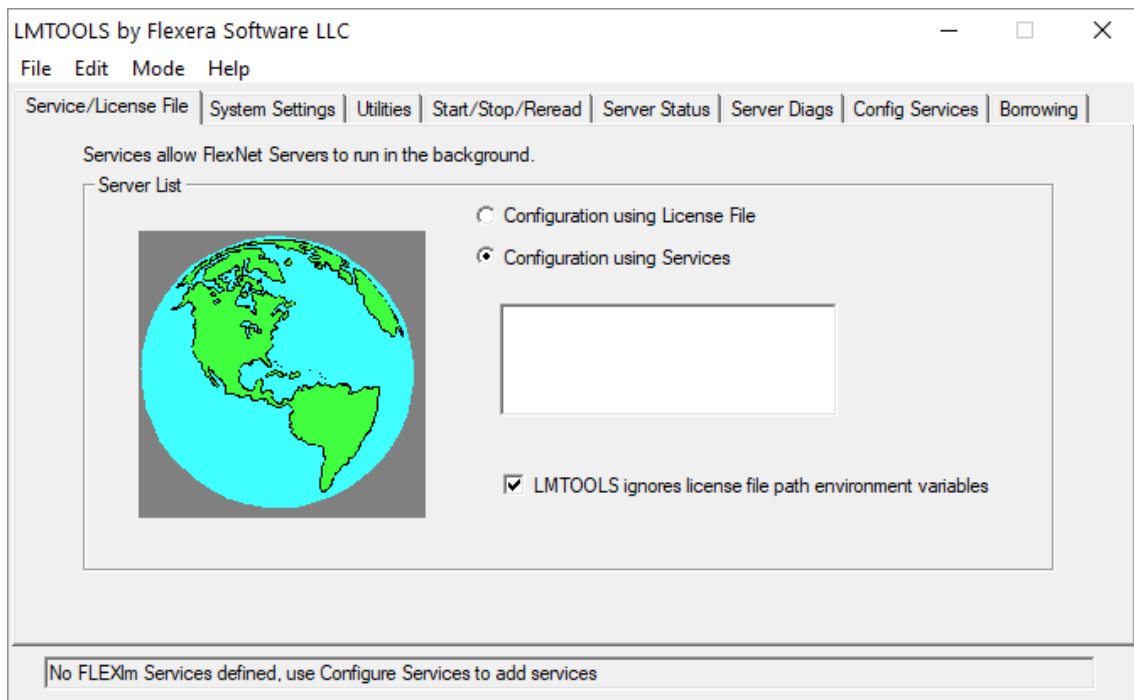 LMTOOLS by Flexera Software LLC
File Edit Mode Help
Service/License File System Settings Utilities Start/Stop/Reread Server Status Server Diags Config Services Borrowing
Services allow FlexNet Servers to run in the background.
Server List
Configuration using License File
Configuration using Services
LMTOOLS ignores license file path environment variables
No FLEXlm Services defined, use Configure Services to add services